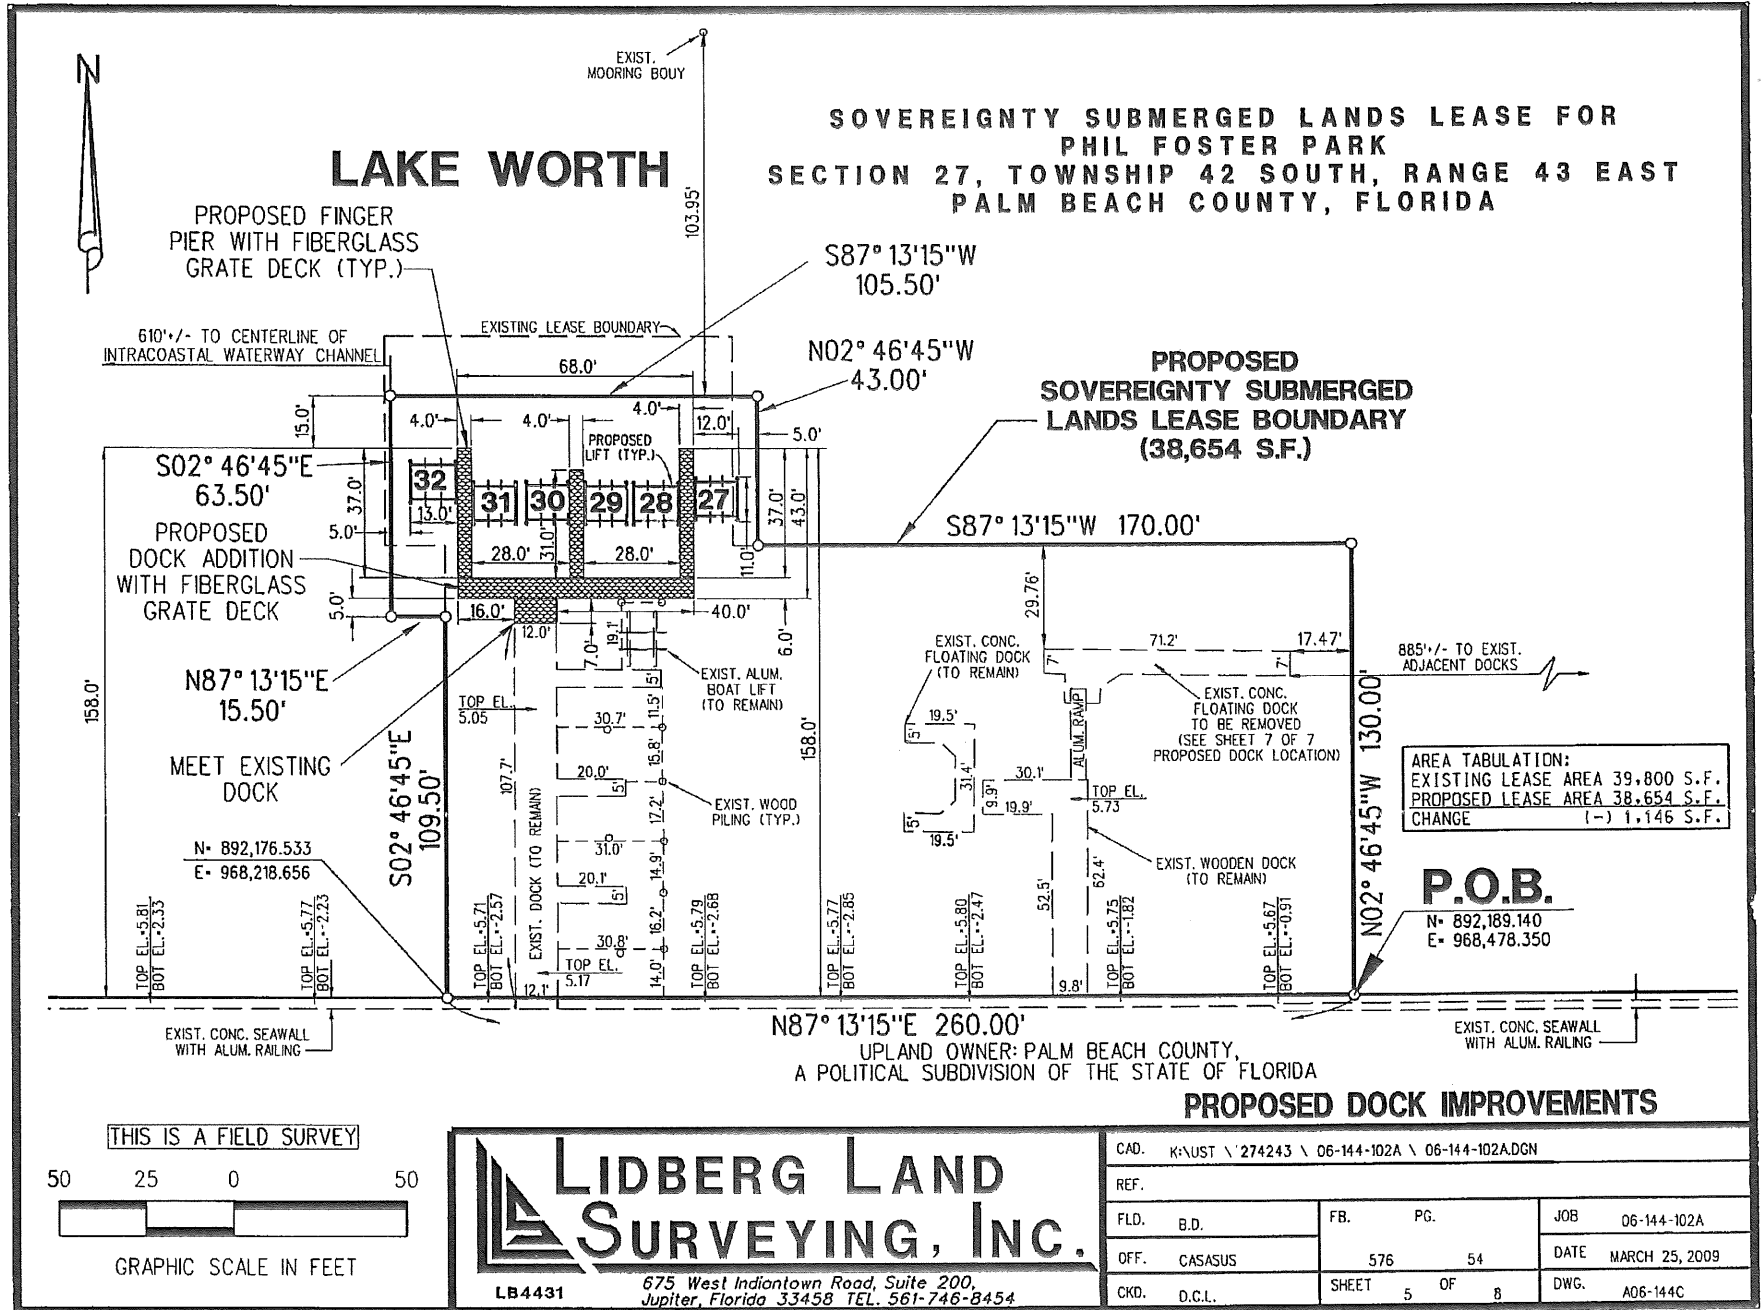 N
EXIST.
MOORING BOUY
SOVEREIGNTY SUBMERGED LANDS LEASE FOR
PHIL FOSTER PARK
SECTION 27, TOWNSHIP 42 SOUTH, RANGE 43 EAST
PALM BEACH COUNTY, FLORIDA
LAKE WORTH
103.95'
PROPOSED FINGER
PIER WITH FIBERGLASS
GRATE DECK (TYP.)
S87° 13'15"W
105.50'
610'+/- TO CENTERLINE OF
INTRACOASTAL WATERWAY CHANNEL
EXISTING LEASE BOUNDARY
68.0'
N02° 46'45"W
43.00'
PROPOSED
SOVEREIGNTY SUBMERGED
LANDS LEASE BOUNDARY
(38,654 S.F.)
15.0'
4.0'
4.0'
4.0'
12.0'
5.0'
PROPOSED
LIFT (TYP.)
S02° 46'45"E
63.50'
37.0'
32
31
30
29
28
27
13.0'
5.0'
28.0'
31.0'
28.0'
11.0'
37.0'
43.0'
S87° 13'15"W 170.00'
PROPOSED
DOCK ADDITION
WITH FIBERGLASS
GRATE DECK
5.0'
16.0'
12.0'
7.0'
19.1'
40.0'
6.0'
29.76'
N87° 13'15"E
15.50'
158.0'
MEET EXISTING
DOCK
S02° 46'45"E
109.50'
TOP EL.
5.05
107.7'
EXIST. DOCK (TO REMAIN)
EXIST. ALUM.
BOAT LIFT
(TO REMAIN)
5'
11.5'
30.7'
15.8'
20.0'
5'
17.2'
EXIST. WOOD
PILING (TYP.)
31.0'
14.9'
20.1'
5'
16.2'
30.8'
14.0'
TOP EL.
5.17
12.1'
158.0'
EXIST. CONC.
FLOATING DOCK
(TO REMAIN)
71.2'
17.47'
7'
7'
885'+/- TO EXIST.
ADJACENT DOCKS
EXIST. CONC.
FLOATING DOCK
TO BE REMOVED
(SEE SHEET 7 OF 7
PROPOSED DOCK LOCATION)
ALUM. RAMP
19.5'
5'
31.4'
5'
19.5'
30.1'
9.9'
19.9'
TOP EL.
5.73
EXIST. WOODEN DOCK
(TO REMAIN)
52.5'
62.4'
9.8'
N02° 46'45"W 130.00'
AREA TABULATION:
EXISTING LEASE AREA 39,800 S.F.
PROPOSED LEASE AREA 38,654 S.F.
CHANGE (-) 1,146 S.F.
N= 892,176.533
E= 968,218.656
P.O.B.
N= 892,189.140
E= 968,478.350
TOP EL.=5.81
BOT EL.=-2.33
TOP EL.=5.77
BOT EL.=-2.23
TOP EL.=5.71
BOT EL.=-2.57
TOP EL.=5.79
BOT EL.=-2.68
TOP EL.=5.77
BOT EL.=-2.85
TOP EL.=5.80
BOT EL.=-2.47
TOP EL.=5.75
BOT EL.=-1.82
TOP EL.=5.67
BOT EL.=-0.91
EXIST. CONC. SEAWALL
WITH ALUM. RAILING
N87° 13'15"E 260.00'
UPLAND OWNER: PALM BEACH COUNTY,
A POLITICAL SUBDIVISION OF THE STATE OF FLORIDA
EXIST. CONC. SEAWALL
WITH ALUM. RAILING
PROPOSED DOCK IMPROVEMENTS
THIS IS A FIELD SURVEY
50 25 0 50
GRAPHIC SCALE IN FEET
LLS
LB4431
LIDBERG LAND
SURVEYING, INC.
675 West Indiantown Road, Suite 200,
Jupiter, Florida 33458 TEL. 561-746-8454
CAD. K:\UST \ 274243 \ 06-144-102A \ 06-144-102A.DGN
REF.
FLD. B.D.
FB. PG.
576 54
JOB 06-144-102A
OFF. CASASUS
DATE MARCH 25, 2009
CKD. D.C.L.
SHEET 5 OF 8
DWG. A06-144C